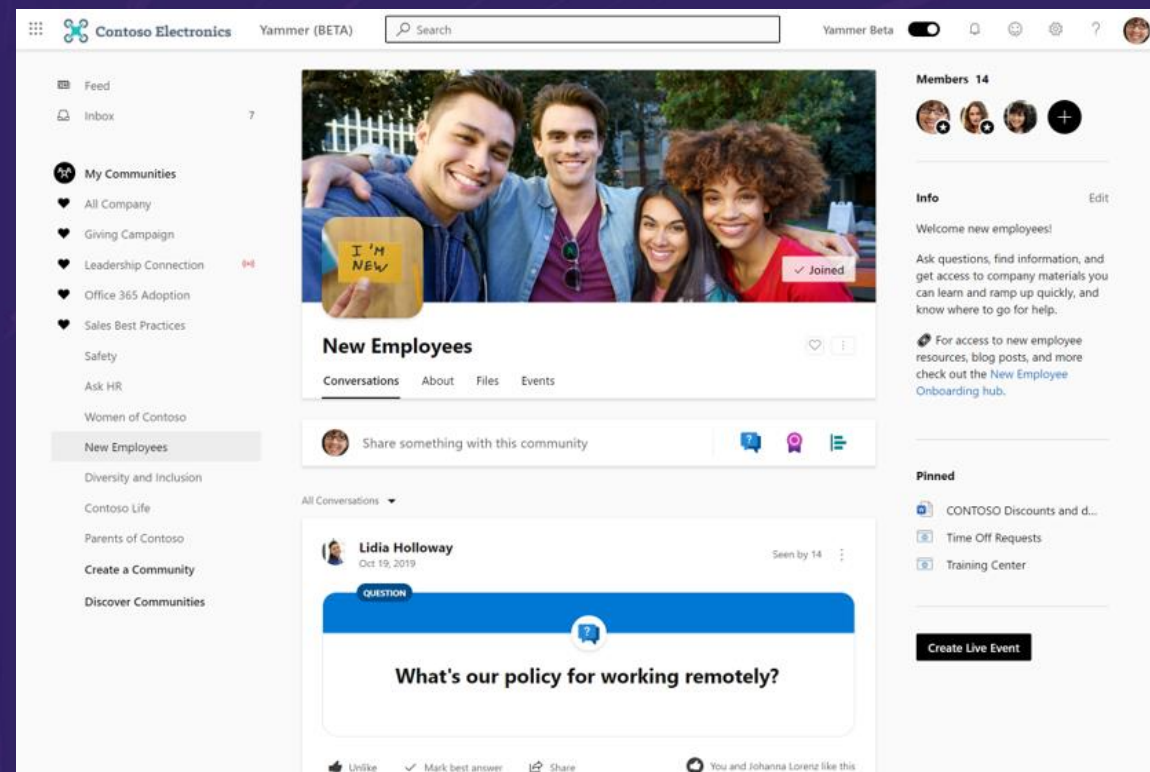 Contoso Electronics
Yammer (BETA)
Search
Yammer Beta
?
Feed
Inbox 7
My Communities
All Company
Giving Campaign
Leadership Connection
Office 365 Adoption
Sales Best Practices
Safety
Ask HR
Women of Contoso
New Employees
Diversity and Inclusion
Contoso Life
Parents of Contoso
Create a Community
Discover Communities
I'M
NEW
✓ Joined
New Employees
Conversations About Files Events
Share something with this community
All Conversations
Lidia Holloway
Oct 19, 2019
Seen by 14
QUESTION
?
What's our policy for working remotely?
Unlike Mark best answer Share
You and Johanna Lorenz like this
Members 14
Info Edit
Welcome new employees!
Ask questions, find information, and
get access to company materials you
can learn and ramp up quickly, and
know where to go for help.
For access to new employee
resources, blog posts, and more
check out the New Employee
Onboarding hub.
Pinned
CONTOSO Discounts and d...
Time Off Requests
Training Center
Create Live Event